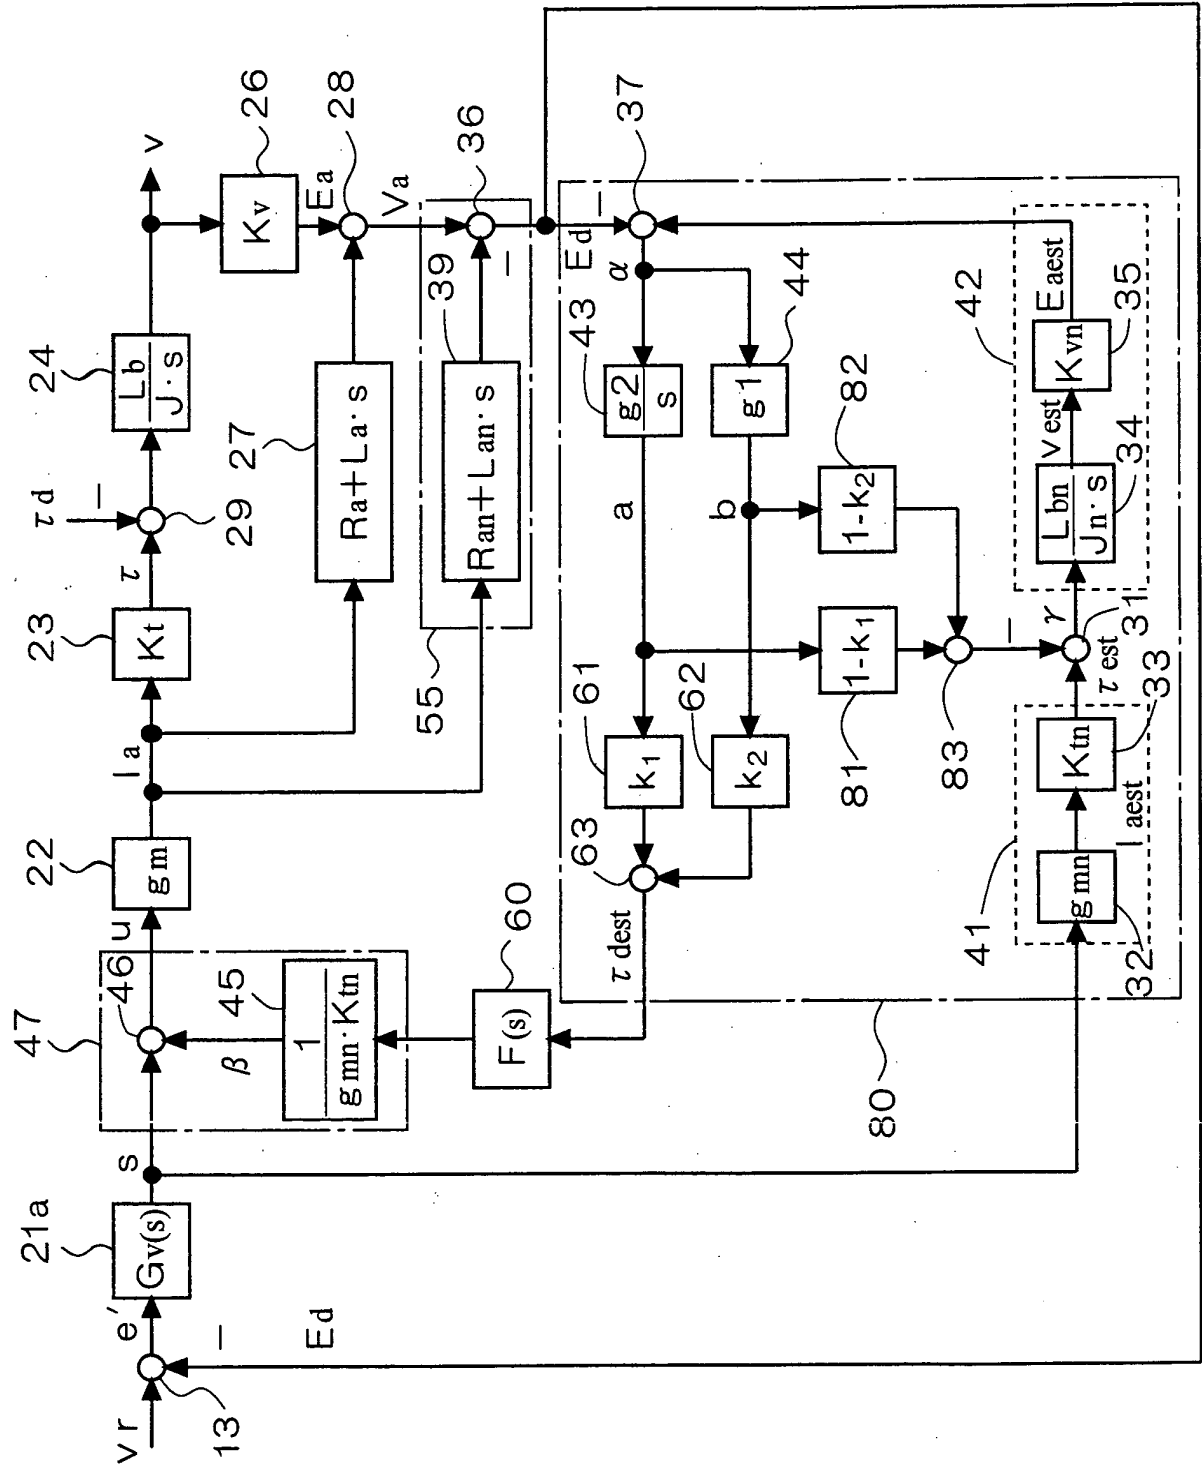 vr
13
e′
Gv(s)
21a
s
Ed
47
46
u
β
45
1
gmn·Ktn
F(s)
60
gm
22
Ia
Kt
23
τ
τd
29
Lb
J·s
24
v
Kv
26
Ea
28
Va
Ra+La·s
27
55
Ran+Lan·s
39
36
Ed
37
α
g2
s
43
g1
44
a
b
k1
61
k2
62
63
τdest
1-k1
81
1-k2
82
83
80
41
gmn
32
Iaest
Ktn
33
τest
31
γ
42
Lbn
Jn·s
34
vest
Kvn
35
Eaest